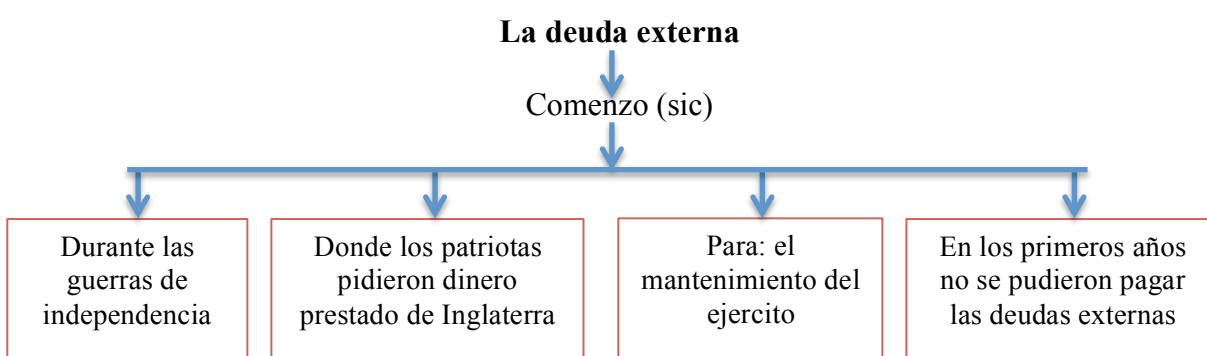 La deuda externa
Comenzo (sic)
Durante las
guerras de
independencia
Donde los patriotas
pidieron dinero
prestado de Inglaterra
Para: el
mantenimiento del
ejercito
En los primeros años
no se pudieron pagar
las deudas externas